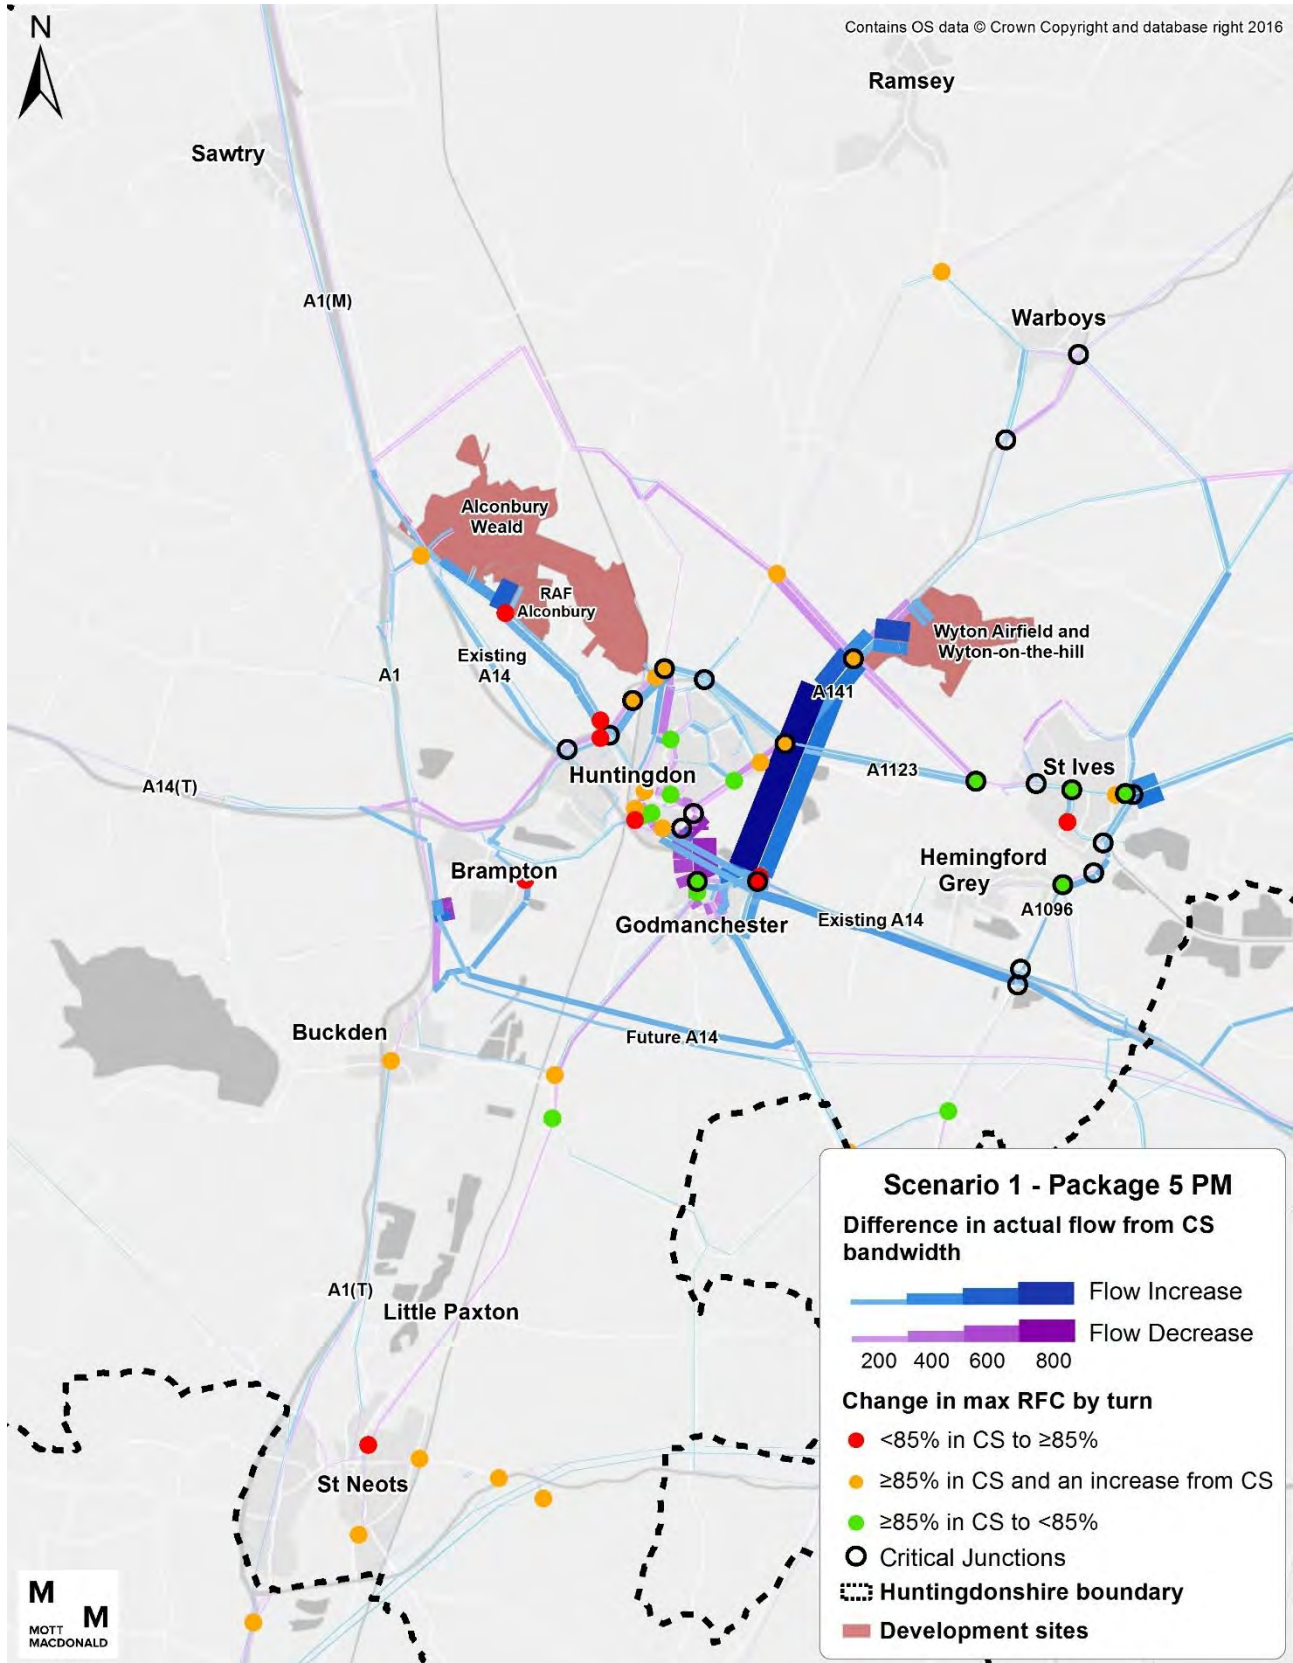 Contains OS data © Crown Copyright and database right 2016
N
Ramsey
Sawtry
A1(M)
Warboys
Alconbury
Weald
RAF
Alconbury
Wyton Airfield and
Wyton-on-the-hill
Existing
A14
A1
A141
A14(T)
Huntingdon
A1123
St Ives
Brampton
Hemingford
Grey
A1096
Godmanchester
Existing A14
Buckden
Future A14
A1(T)
Little Paxton
St Neots
Scenario 1 - Package 5 PM
Difference in actual flow from CS
bandwidth
Flow Increase
Flow Decrease
200 400 600 800
Change in max RFC by turn
<85% in CS to ≥85%
≥85% in CS and an increase from CS
≥85% in CS to <85%
Critical Junctions
Huntingdonshire boundary
Development sites
M
M
MOTT
MACDONALD